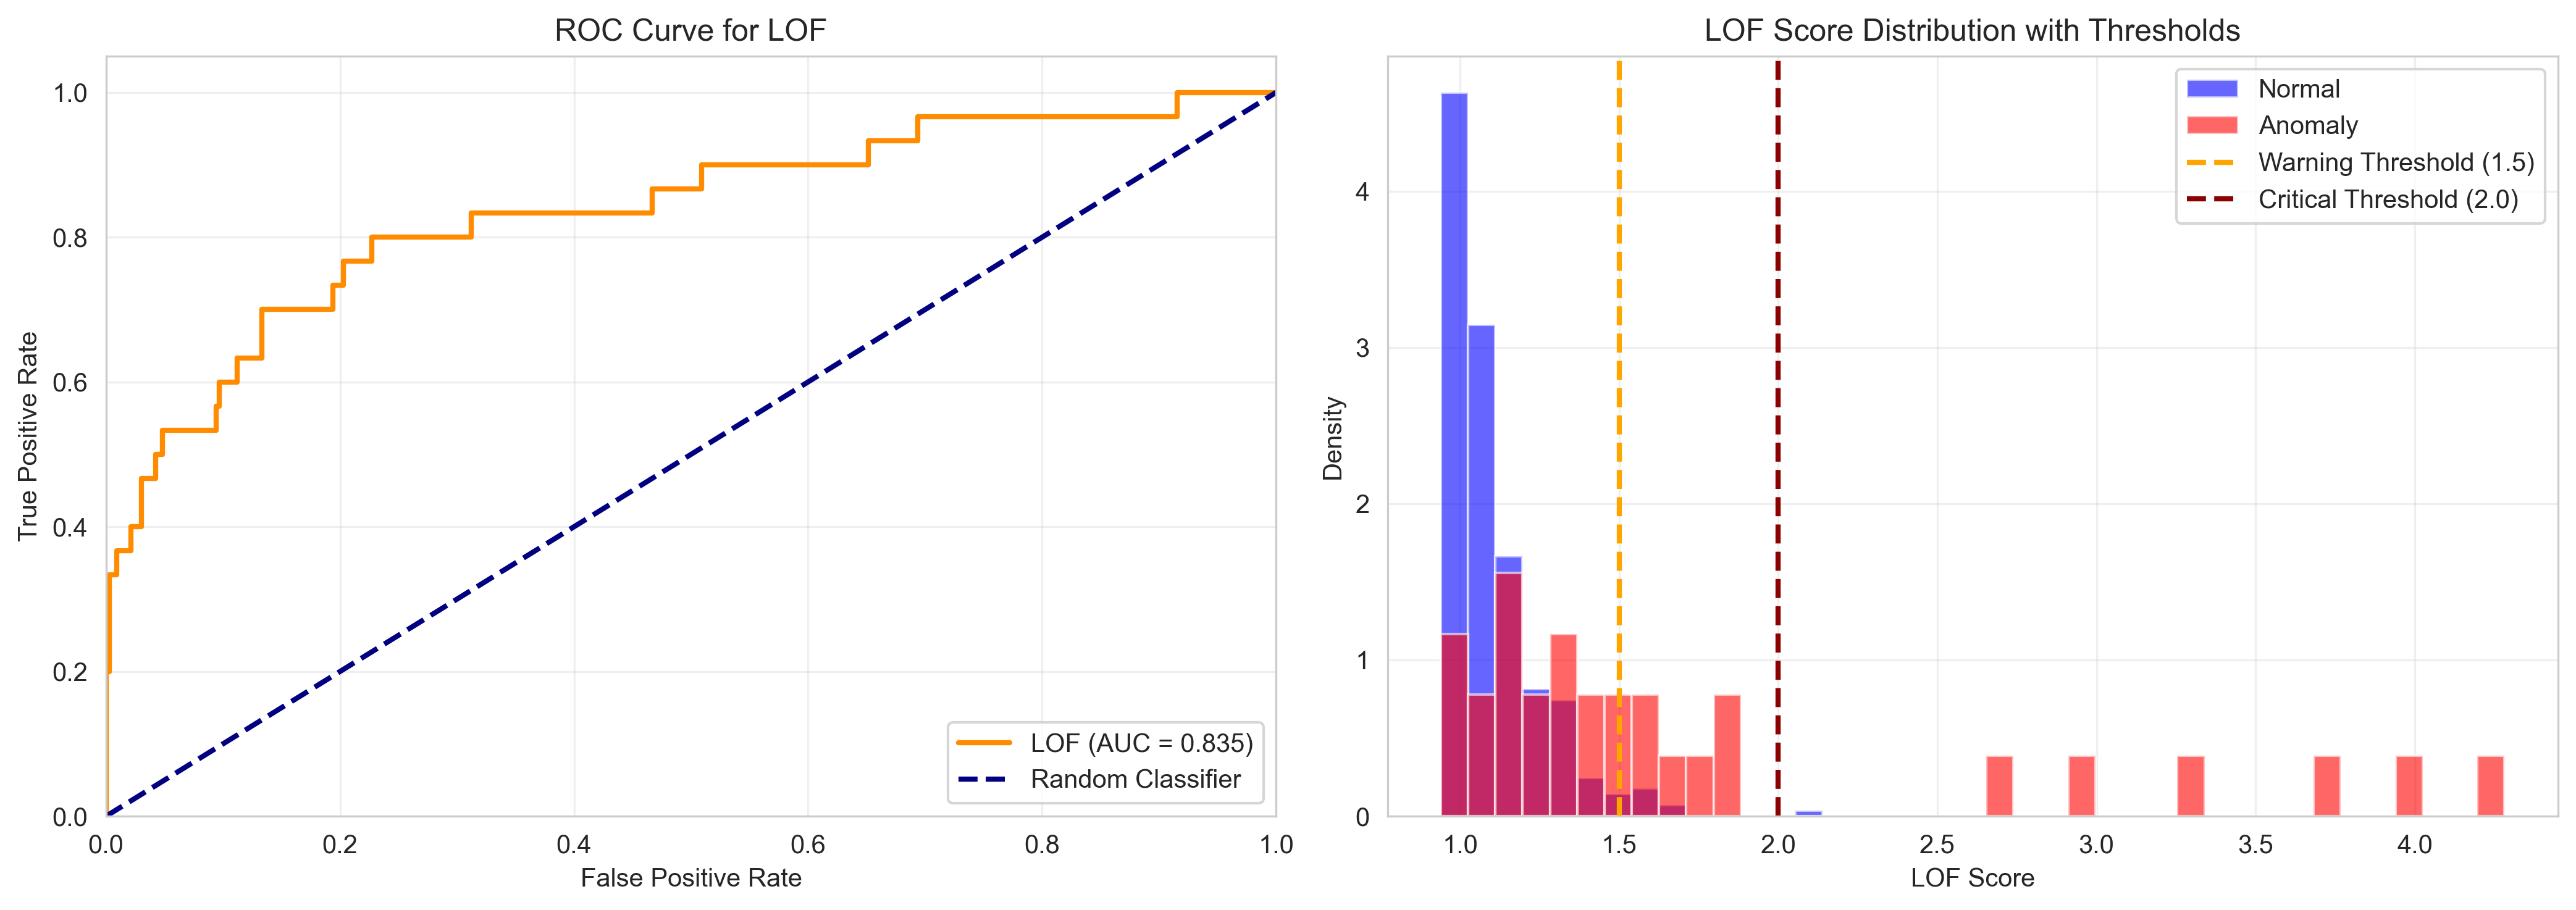 ROC Curve for LOF
True Positive Rate
1.0
0.8
0.6
0.4
0.2
0.0
0.0 0.2 0.4 0.6 0.8 1.0
False Positive Rate
LOF (AUC = 0.835)
Random Classifier
LOF Score Distribution with Thresholds
Density
4
3
2
1
0
1.0 1.5 2.0 2.5 3.0 3.5 4.0
LOF Score
Normal
Anomaly
Warning Threshold (1.5)
Critical Threshold (2.0)